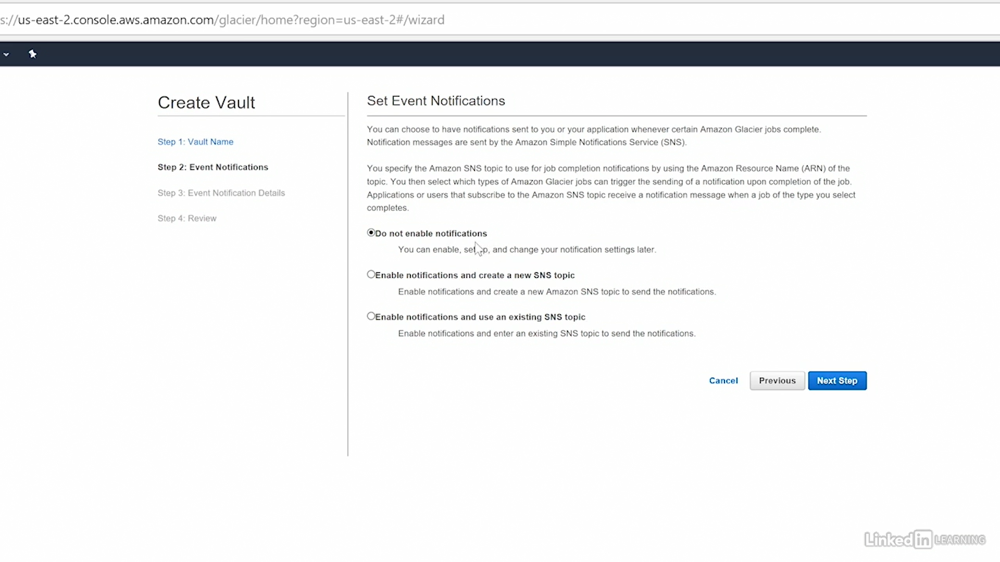 s://us-east-2.console.aws.amazon.com/glacier/home?region=us-east-2#/wizard
Create Vault
Step 1: Vault Name
Step 2: Event Notifications
Step 3: Event Notification Details
Step 4: Review
Set Event Notifications
You can choose to have notifications sent to you or your application whenever certain Amazon Glacier jobs complete.
Notification messages are sent by the Amazon Simple Notifications Service (SNS).
You specify the Amazon SNS topic to use for job completion notifications by using the Amazon Resource Name (ARN) of the
topic. You then select which types of Amazon Glacier jobs can trigger the sending of a notification upon completion of the job.
Applications or users that subscribe to the Amazon SNS topic receive a notification message when a job of the type you select
completes.
Do not enable notifications
You can enable, set up, and change your notification settings later.
Enable notifications and create a new SNS topic
Enable notifications and create a new Amazon SNS topic to send the notifications.
Enable notifications and use an existing SNS topic
Enable notifications and enter an existing SNS topic to send the notifications.
Cancel
Previous
Next Step
LinkedIn LEARNING